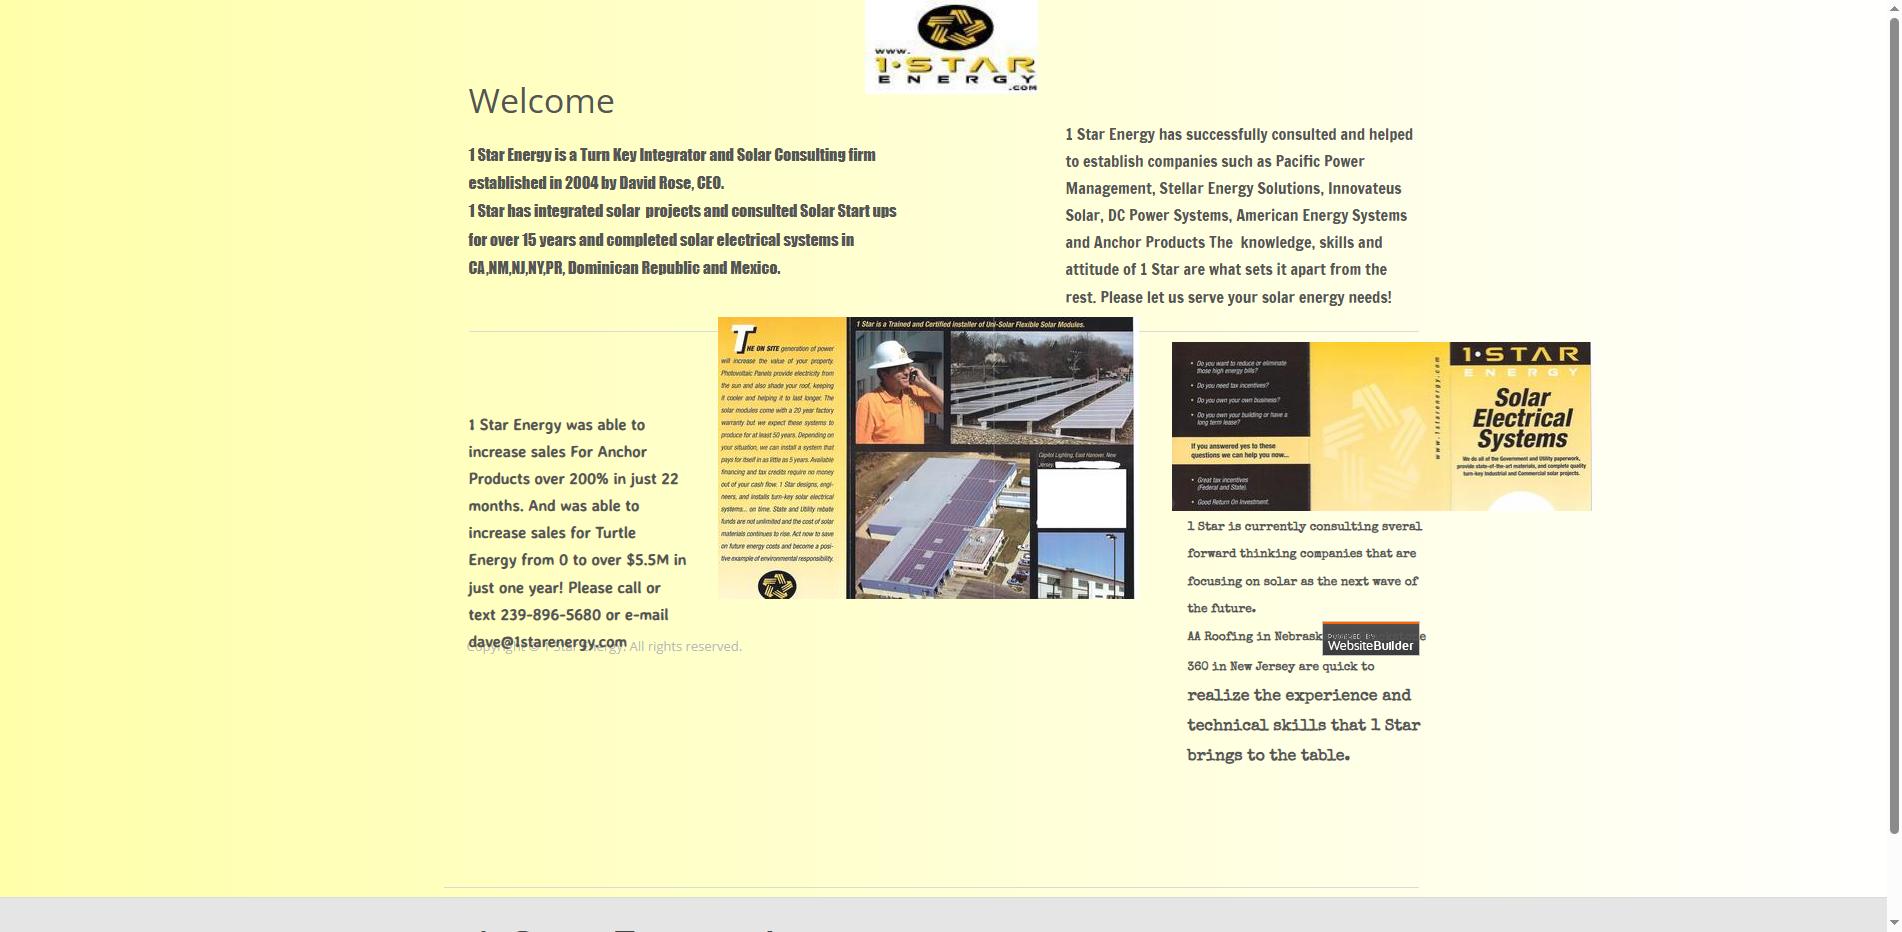 www.
1•STAR
ENERGY
.COM
Welcome
1 Star Energy is a Turn Key Integrator and Solar Consulting firm
established in 2004 by David Rose, CEO.
1 Star has integrated solar  projects and consulted Solar Start ups
for over 15 years and completed solar electrical systems in
CA,NM,NJ,NY,PR, Dominican Republic and Mexico.
1 Star Energy has successfully consulted and helped
to establish companies such as Pacific Power
Management, Stellar Energy Solutions, Innovateus
Solar, DC Power Systems, American Energy Systems
and Anchor Products The  knowledge, skills and
attitude of 1 Star are what sets it apart from the
rest. Please let us serve your solar energy needs!
1 Star Energy was able to
increase sales For Anchor
Products over 200% in just 22
months. And was able to
increase sales for Turtle
Energy from 0 to over $5.5M in
just one year! Please call or
text 239-896-5680 or e-mail
dave@1starenergy.com
Copyright © 1 Star Energy. All rights reserved.
THE ON SITE generation of power
will increase the value of your property.
Photovoltaic Panels provide electricity from
the sun and also shade your roof, keeping
it cooler and helping it to last longer. The
solar modules come with a 20 year factory
warranty but we expect these systems to
produce for at least 50 years. Depending on
your situation, we can install a system that
pays for itself in as little as 5 years. Available
financing and tax credits require no money
out of your cash flow. 1 Star designs, engi-
neers, and installs turn-key solar electrical
systems... on time. State and Utility rebate
funds are not unlimited and the cost of solar
materials continues to rise. Act now to save
on future energy costs and become a posi-
tive example of environmental responsibility.
1 Star is a Trained and Certified installer of Uni-Solar Flexible Solar Modules.
Capitol Lighting, East Hanover, New
Jersey.
• Do you want to reduce or eliminate
those high energy bills?
• Do you need tax incentives?
• Do you own your own business?
• Do you own your building or have a
long term lease?
If you answered yes to these
questions we can help you now...
• Great tax incentives
(Federal and State).
• Good Return On Investment.
www.1starenergy.com
1•STAR
ENERGY
Solar
Electrical
Systems
We do all of the Government and Utility paperwork,
provide state-of-the-art materials, and complete quality
turn-key Industrial and Commercial solar projects.
1 Star is currently consulting sveral
forward thinking companies that are
focusing on solar as the next wave of
the future.
AA Roofing in Nebrask
POWERED BY
WebsiteBuilder
360 in New Jersey are quick to
realize the experience and
technical skills that 1 Star
brings to the table.